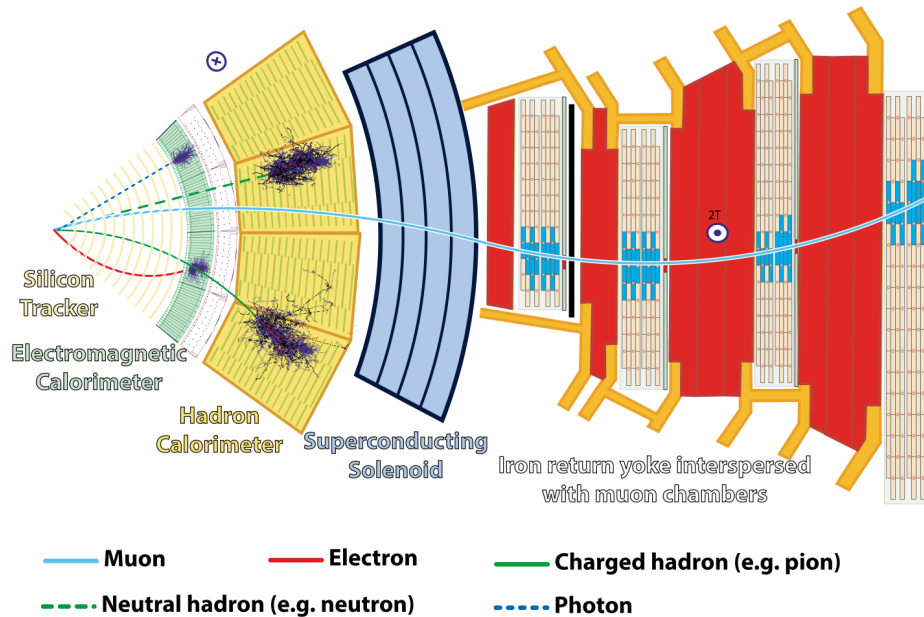 2T
Silicon
Tracker
Electromagnetic
Calorimeter
Hadron
Calorimeter
Superconducting
Solenoid
Iron return yoke interspersed
with muon chambers
Muon
Electron
Charged hadron (e.g. pion)
Neutral hadron (e.g. neutron)
Photon